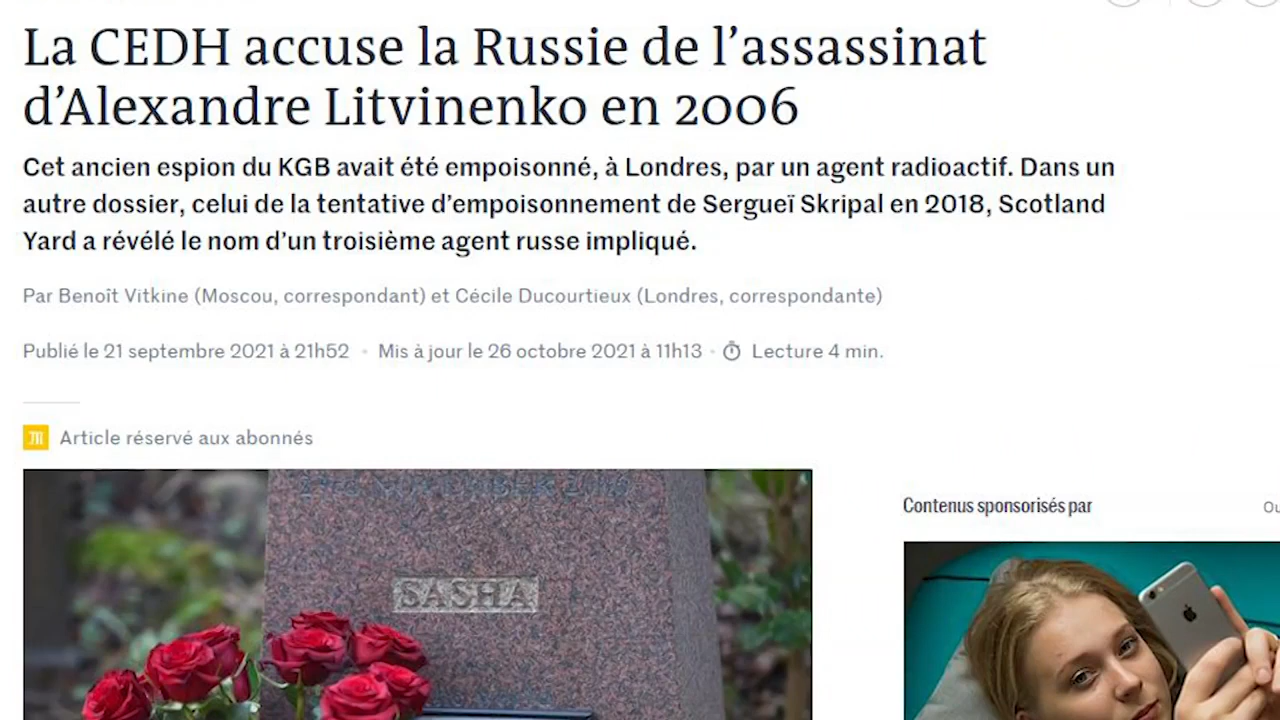 La CEDH accuse la Russie de l’assassinat
d’Alexandre Litvinenko en 2006
Cet ancien espion du KGB avait été empoisonné, à Londres, par un agent radioactif. Dans un
autre dossier, celui de la tentative d’empoisonnement de Sergueï Skripal en 2018, Scotland
Yard a révélé le nom d’un troisième agent russe impliqué.
Par Benoît Vitkine (Moscou, correspondant) et Cécile Ducourtieux (Londres, correspondante)
Publié le 21 septembre 2021 à 21h52 • Mis à jour le 26 octobre 2021 à 11h13 • Lecture 4 min.
Article réservé aux abonnés
Contenus sponsorisés par
SASHA